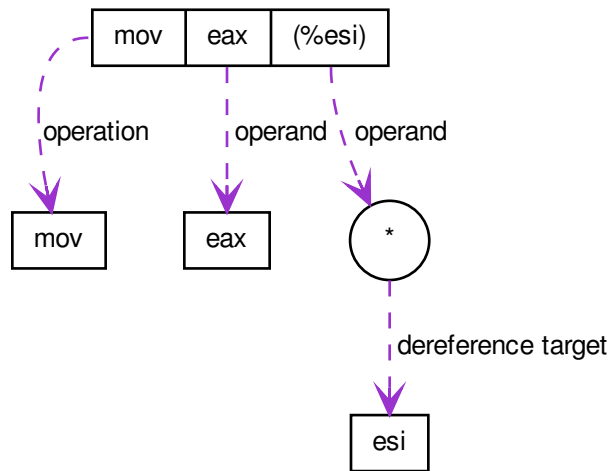 mov eax (%esi)
operation operand operand
mov eax *
dereference target
esi